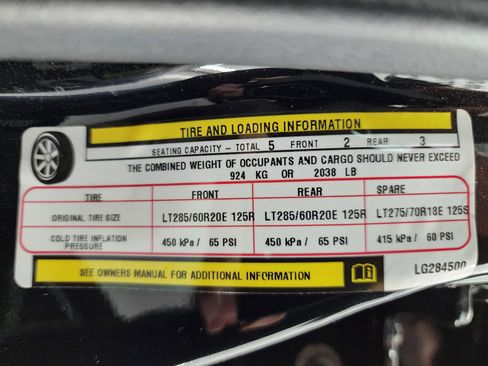 TIRE AND LOADING INFORMATION
SEATING CAPACITY - TOTAL 5 FRONT 2 REAR 3
THE COMBINED WEIGHT OF OCCUPANTS AND CARGO SHOULD NEVER EXCEED
924 KG OR 2038 LB
TIRE FRONT REAR SPARE
ORIGINAL TIRE SIZE LT285/60R20E 125R LT285/60R20E 125R LT275/70R18E 125S
COLD TIRE INFLATION PRESSURE 450 kPa / 65 PSI 450 kPa / 65 PSI 415 kPa / 60 PSI
SEE OWNERS MANUAL FOR ADDITIONAL INFORMATION
LG284500